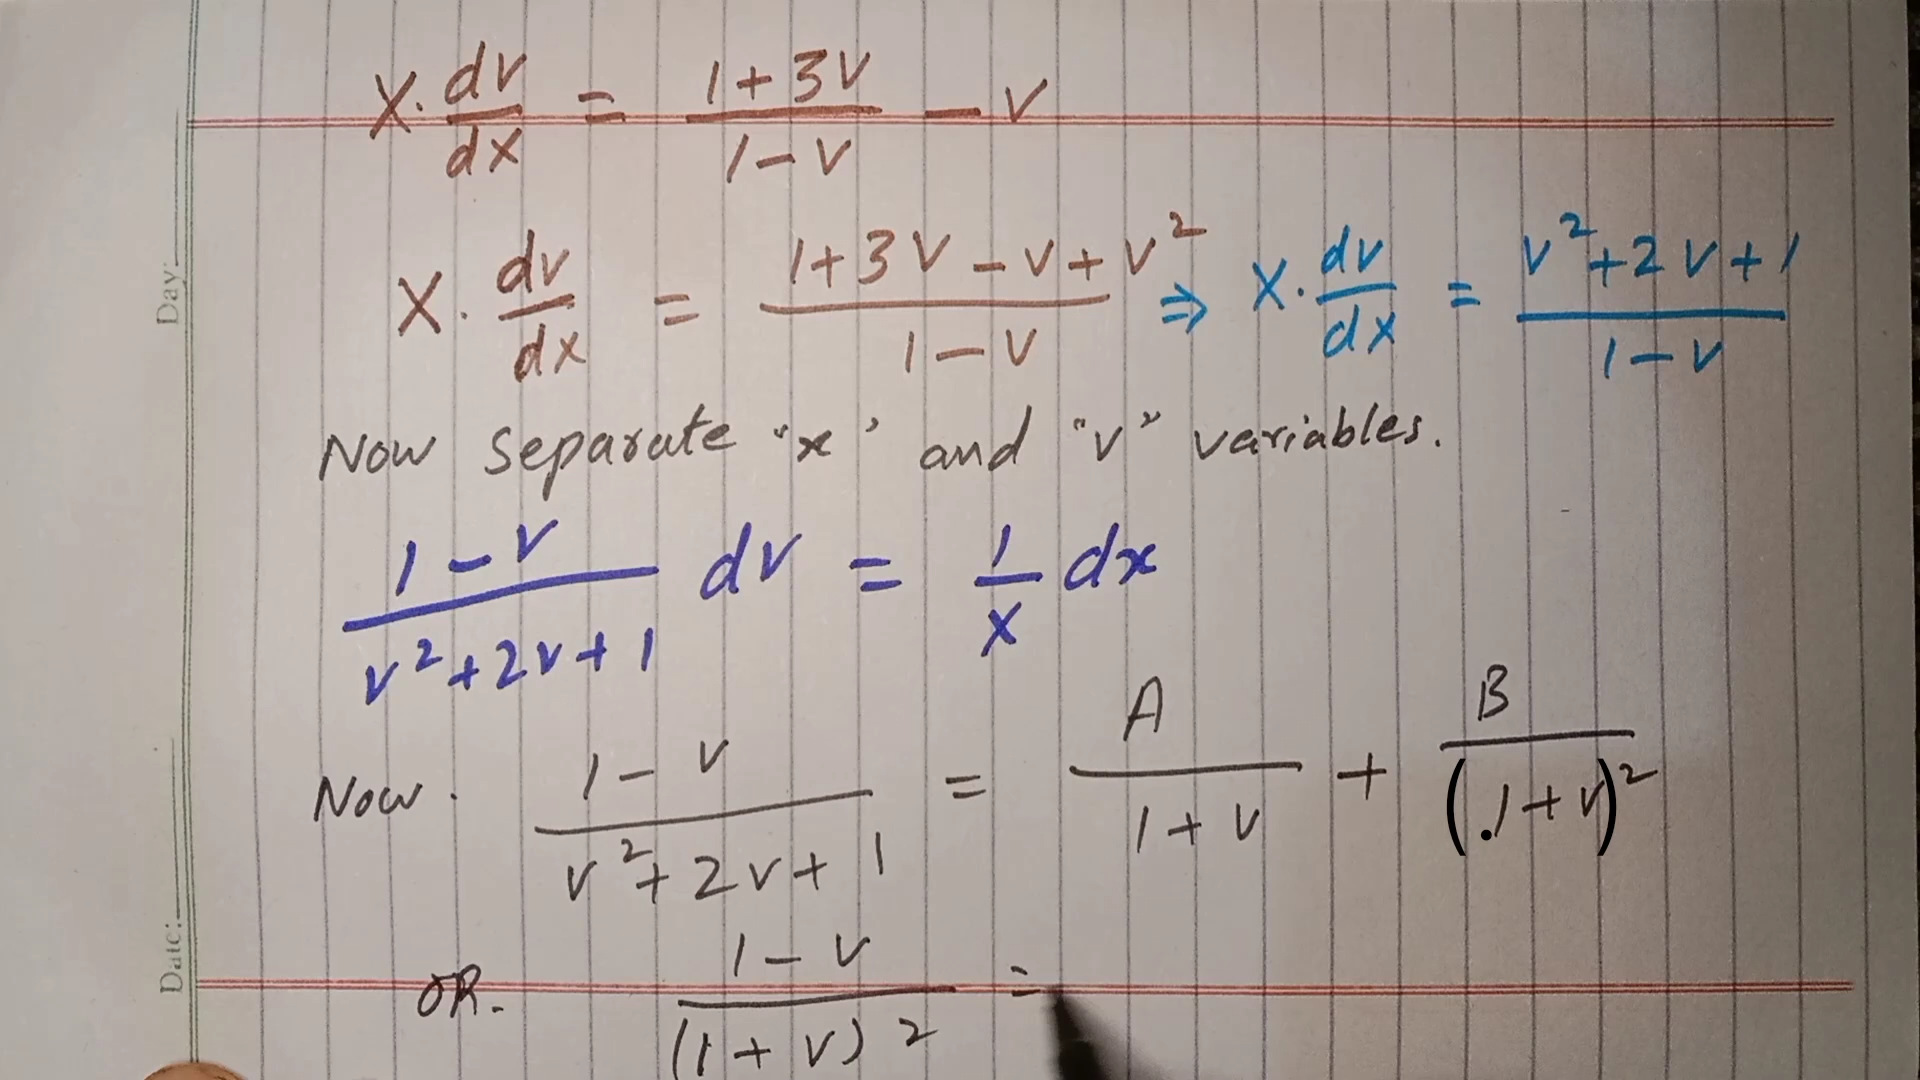 X · dv/dx = (1+3V)/(1-V) - V
X · dv/dx = (1+3V-V+V²)/(1-V) ⇒ X · dv/dx = (V²+2V+1)/(1-V)
Now separate "x" and "v" variables.
(1-V)/(V²+2V+1) dv = 1/X dx
Now. (1-V)/(V²+2V+1) = A/(1+V) + B/(.1+V)²
OR. (1-V)/(1+V)² =
Day:
Date: